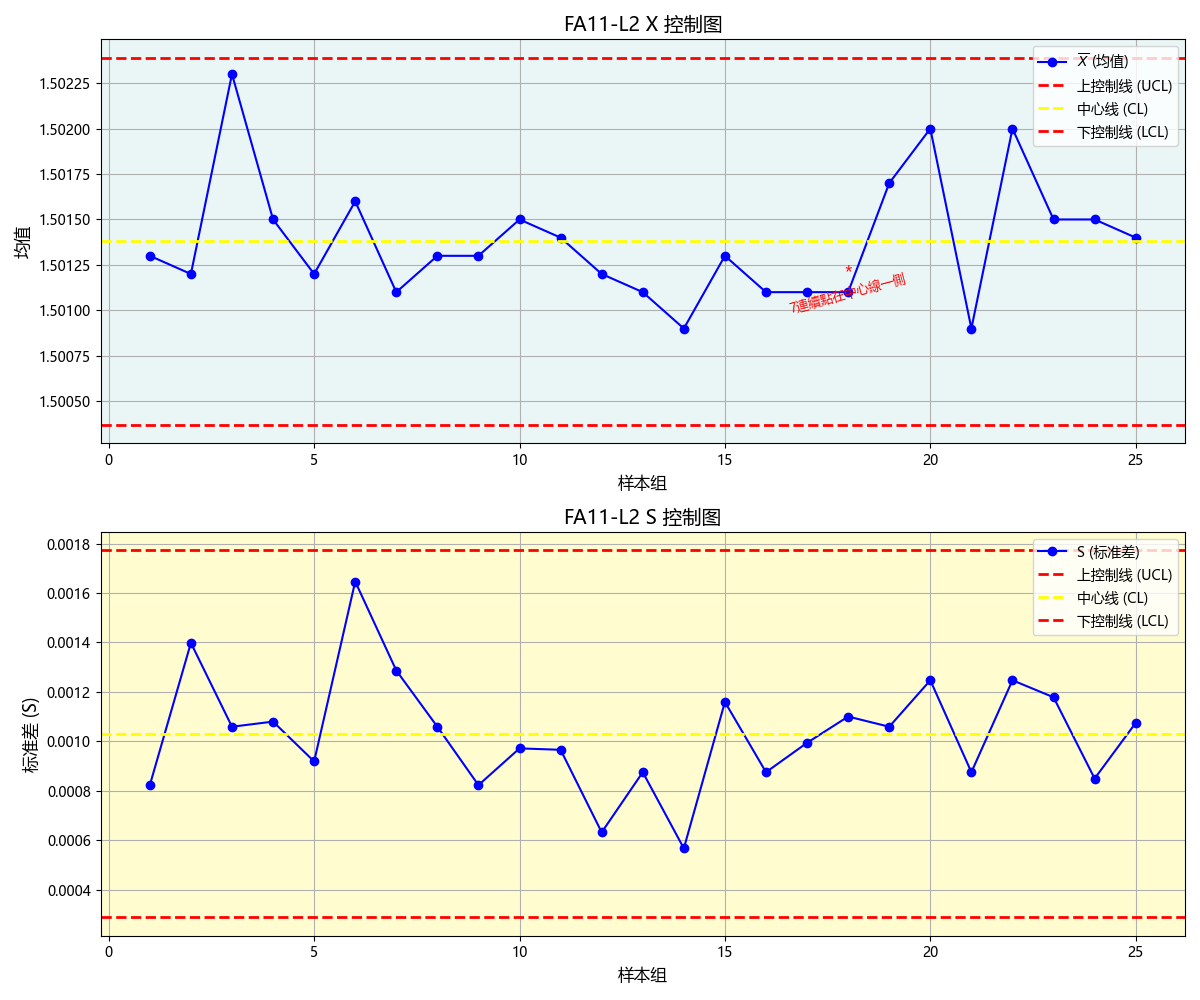 FA11-L2 X 控制图
X (均值)
上控制线 (UCL)
中心线 (CL)
下控制线 (LCL)
均值
1.50225
1.50200
1.50175
1.50150
1.50125
1.50100
1.50075
1.50050
*
7連續點在中心線一側
0 5 10 15 20 25
样本组
FA11-L2 S 控制图
S (标准差)
上控制线 (UCL)
中心线 (CL)
下控制线 (LCL)
标准差 (S)
0.0018
0.0016
0.0014
0.0012
0.0010
0.0008
0.0006
0.0004
0 5 10 15 20 25
样本组